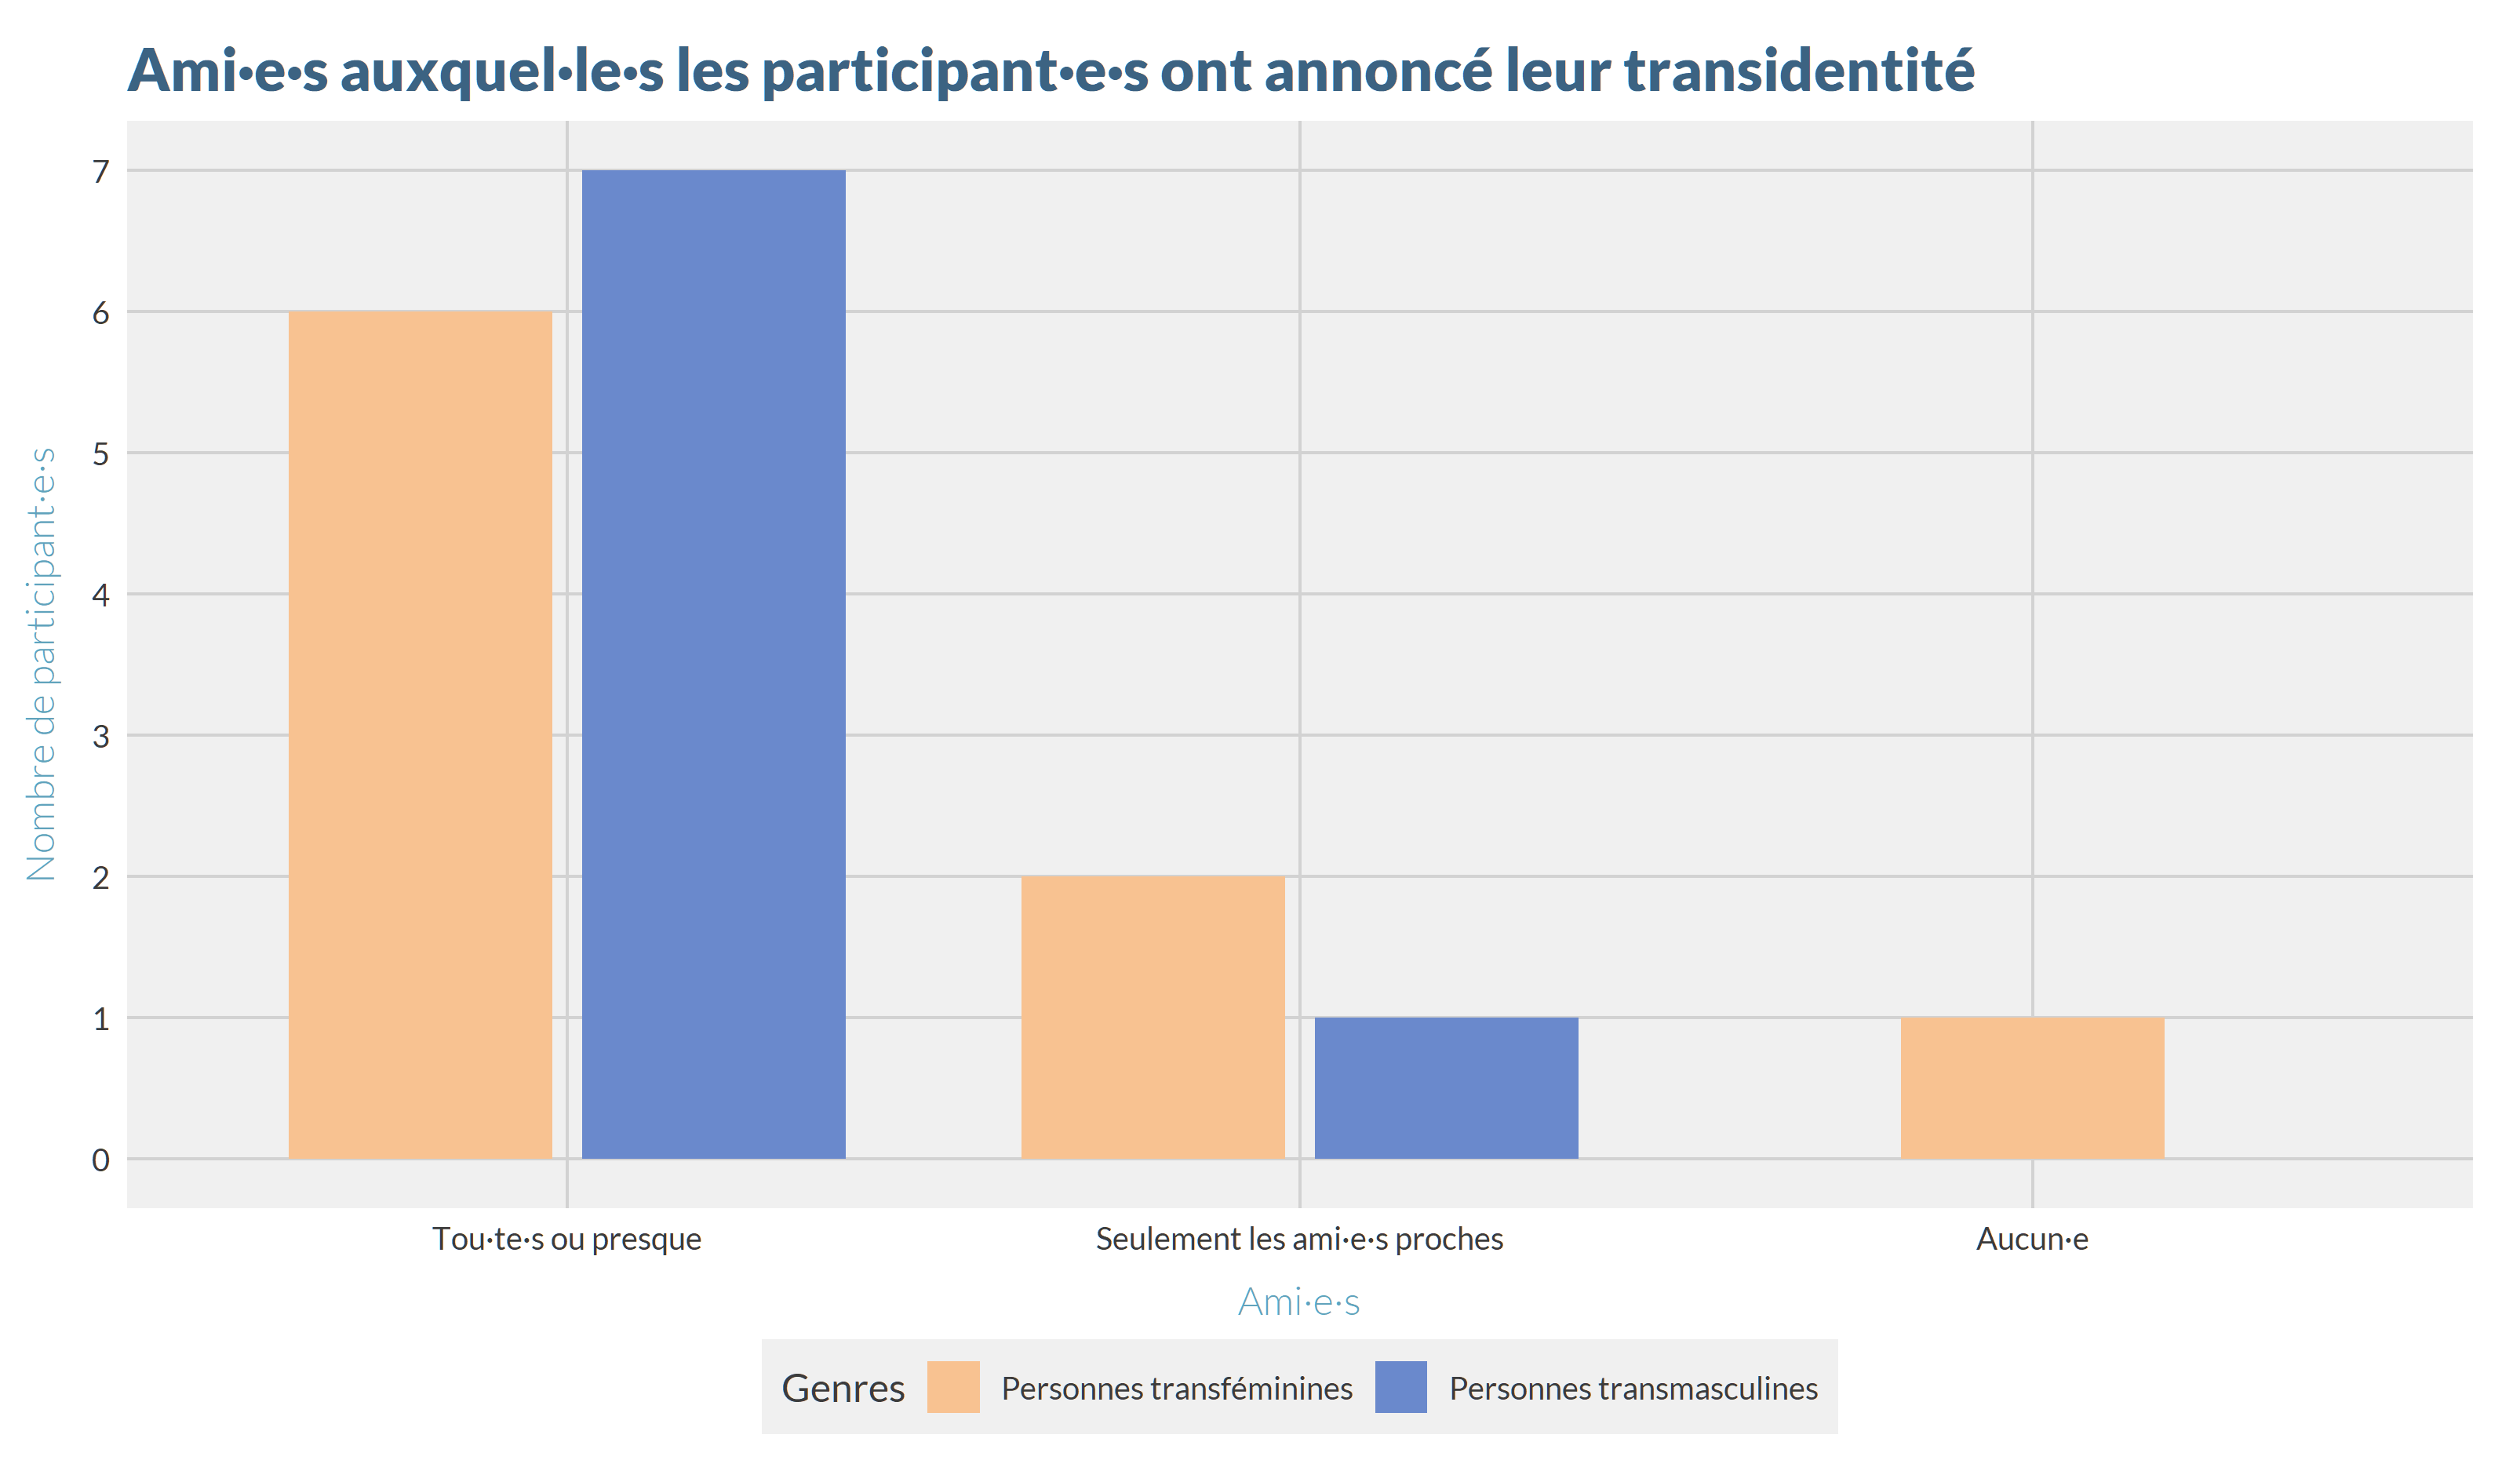 Ami·e·s auxquel·le·s les participant·e·s ont annoncé leur transidentité
Nombre de participant·e·s
7
6
5
4
3
2
1
0
Tou·te·s ou presque
Seulement les ami·e·s proches
Aucun·e
Ami·e·s
Genres
Personnes transféminines
Personnes transmasculines